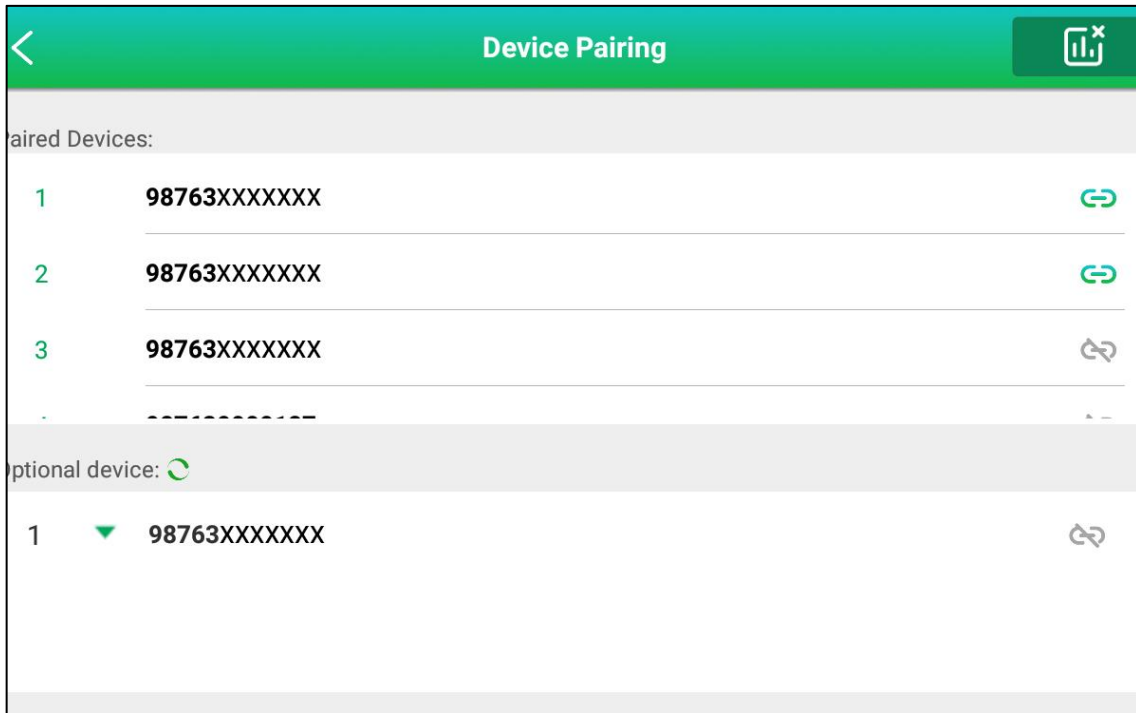 Device Pairing
aired Devices:
1 98763XXXXXXX
2 98763XXXXXXX
3 98763XXXXXXX
ptional device:
1 98763XXXXXXX